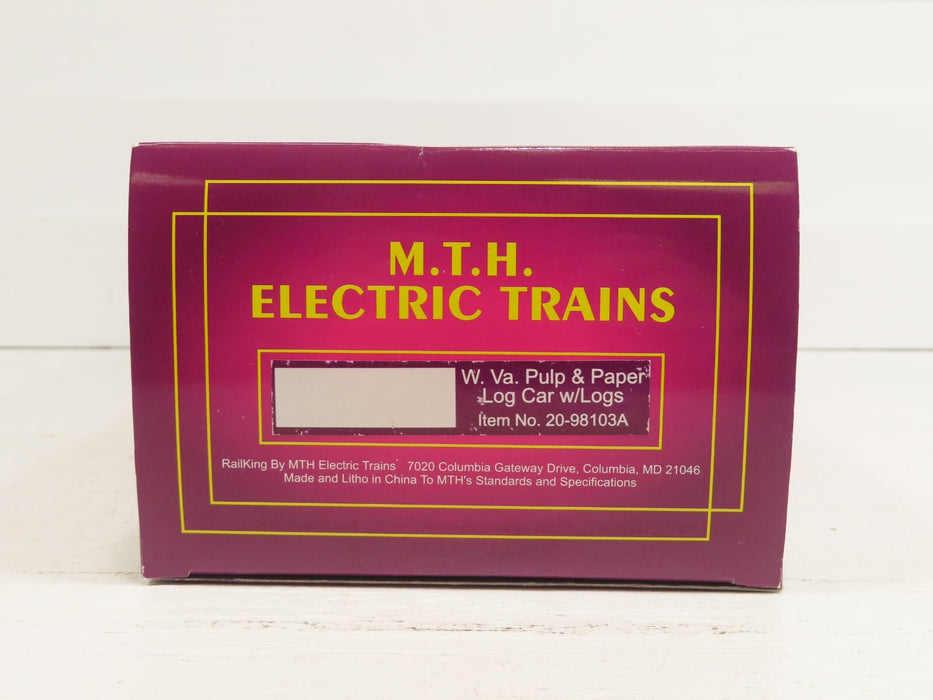 M.T.H.
ELECTRIC TRAINS
W. Va. Pulp & Paper
Log Car w/Logs
Item No. 20-98103A
RailKing By MTH Electric Trains 7020 Columbia Gateway Drive, Columbia, MD 21046
Made and Litho in China To MTH's Standards and Specifications